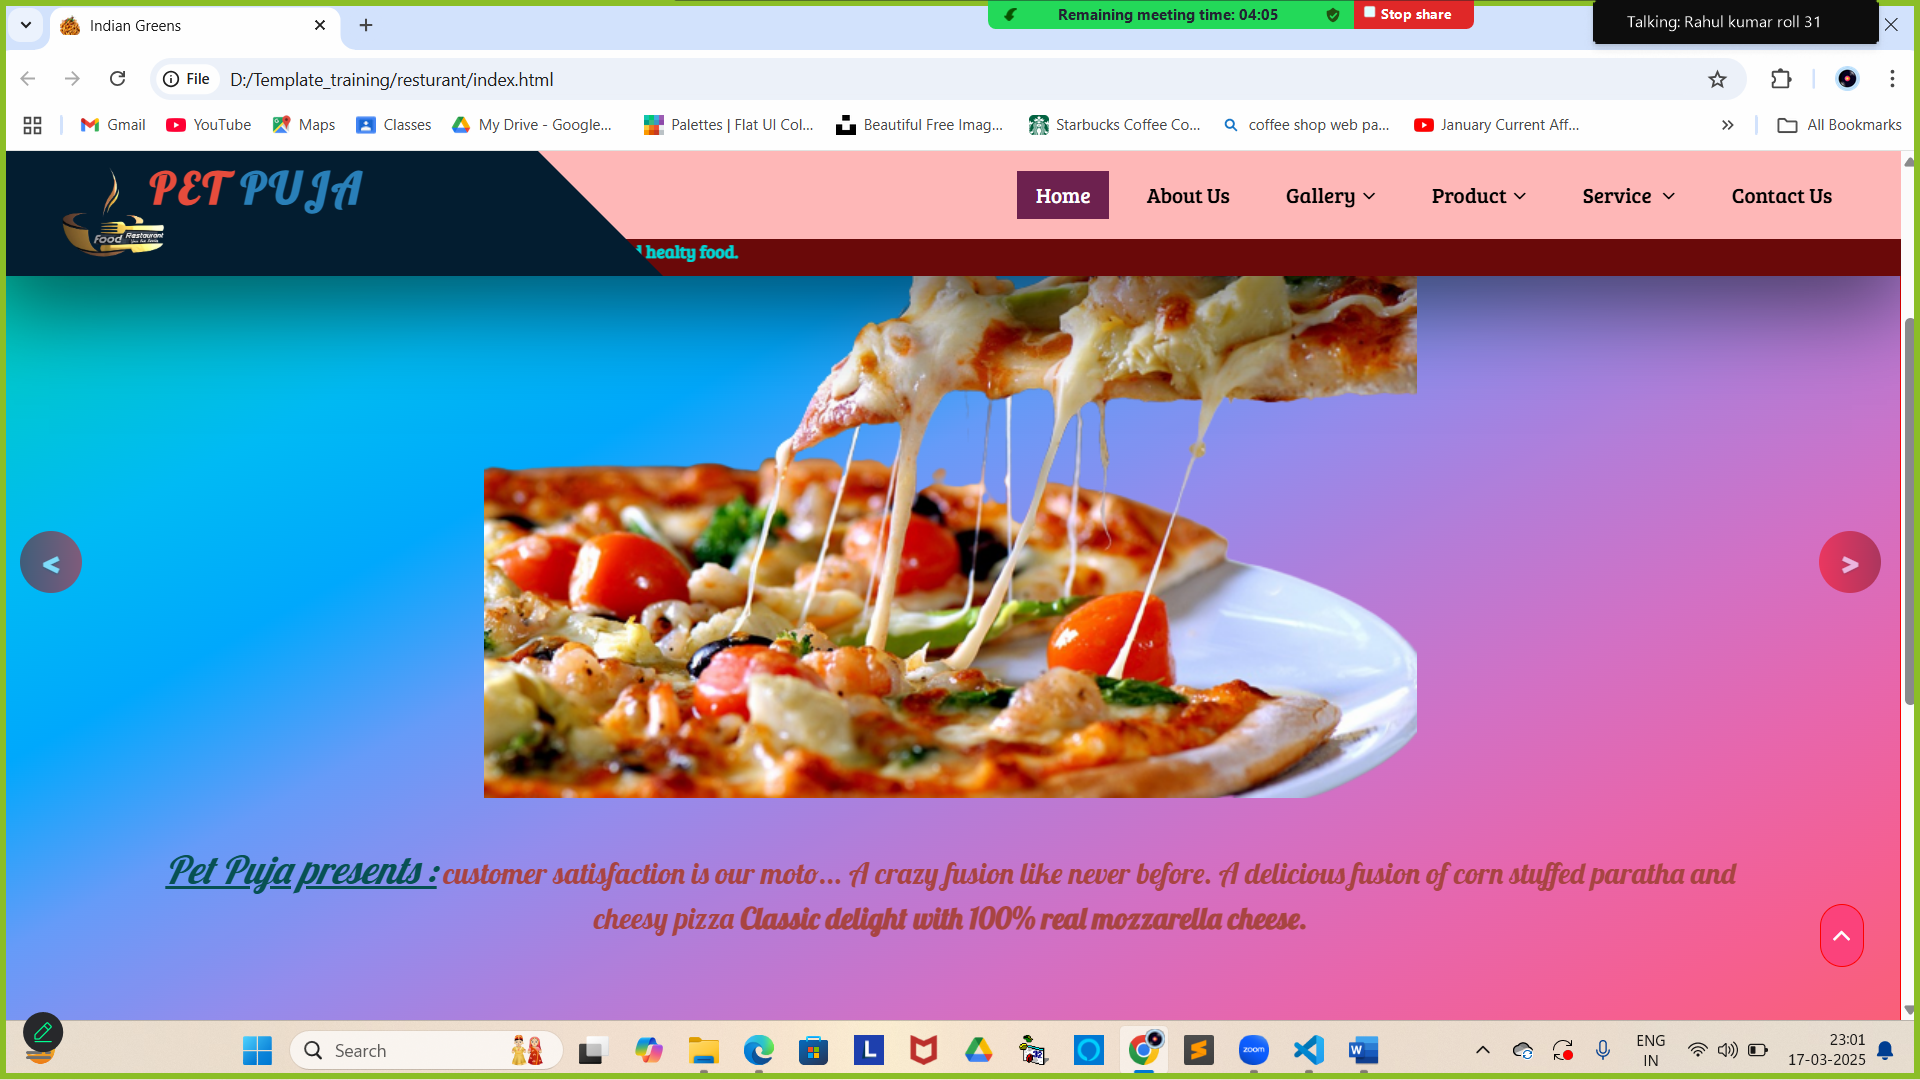 Indian Greens
Remaining meeting time: 04:05
Stop share
Talking: Rahul kumar roll 31
File
D:/Template_training/resturant/index.html
Gmail
YouTube
Maps
Classes
My Drive - Google...
Palettes | Flat UI Col...
Beautiful Free Imag...
Starbucks Coffee Co...
coffee shop web pa...
January Current Aff...
All Bookmarks
Food Restaurant
PET PUJA
Home
About Us
Gallery
Product
Service
Contact Us
healty food.
<
>
Pet Puja presents : customer satisfaction is our moto... A crazy fusion like never before. A delicious fusion of corn stuffed paratha and
cheesy pizza Classic delight with 100% real mozzarella cheese.
Search
L
S
zoom
W
ENG
IN
23:01
17-03-2025